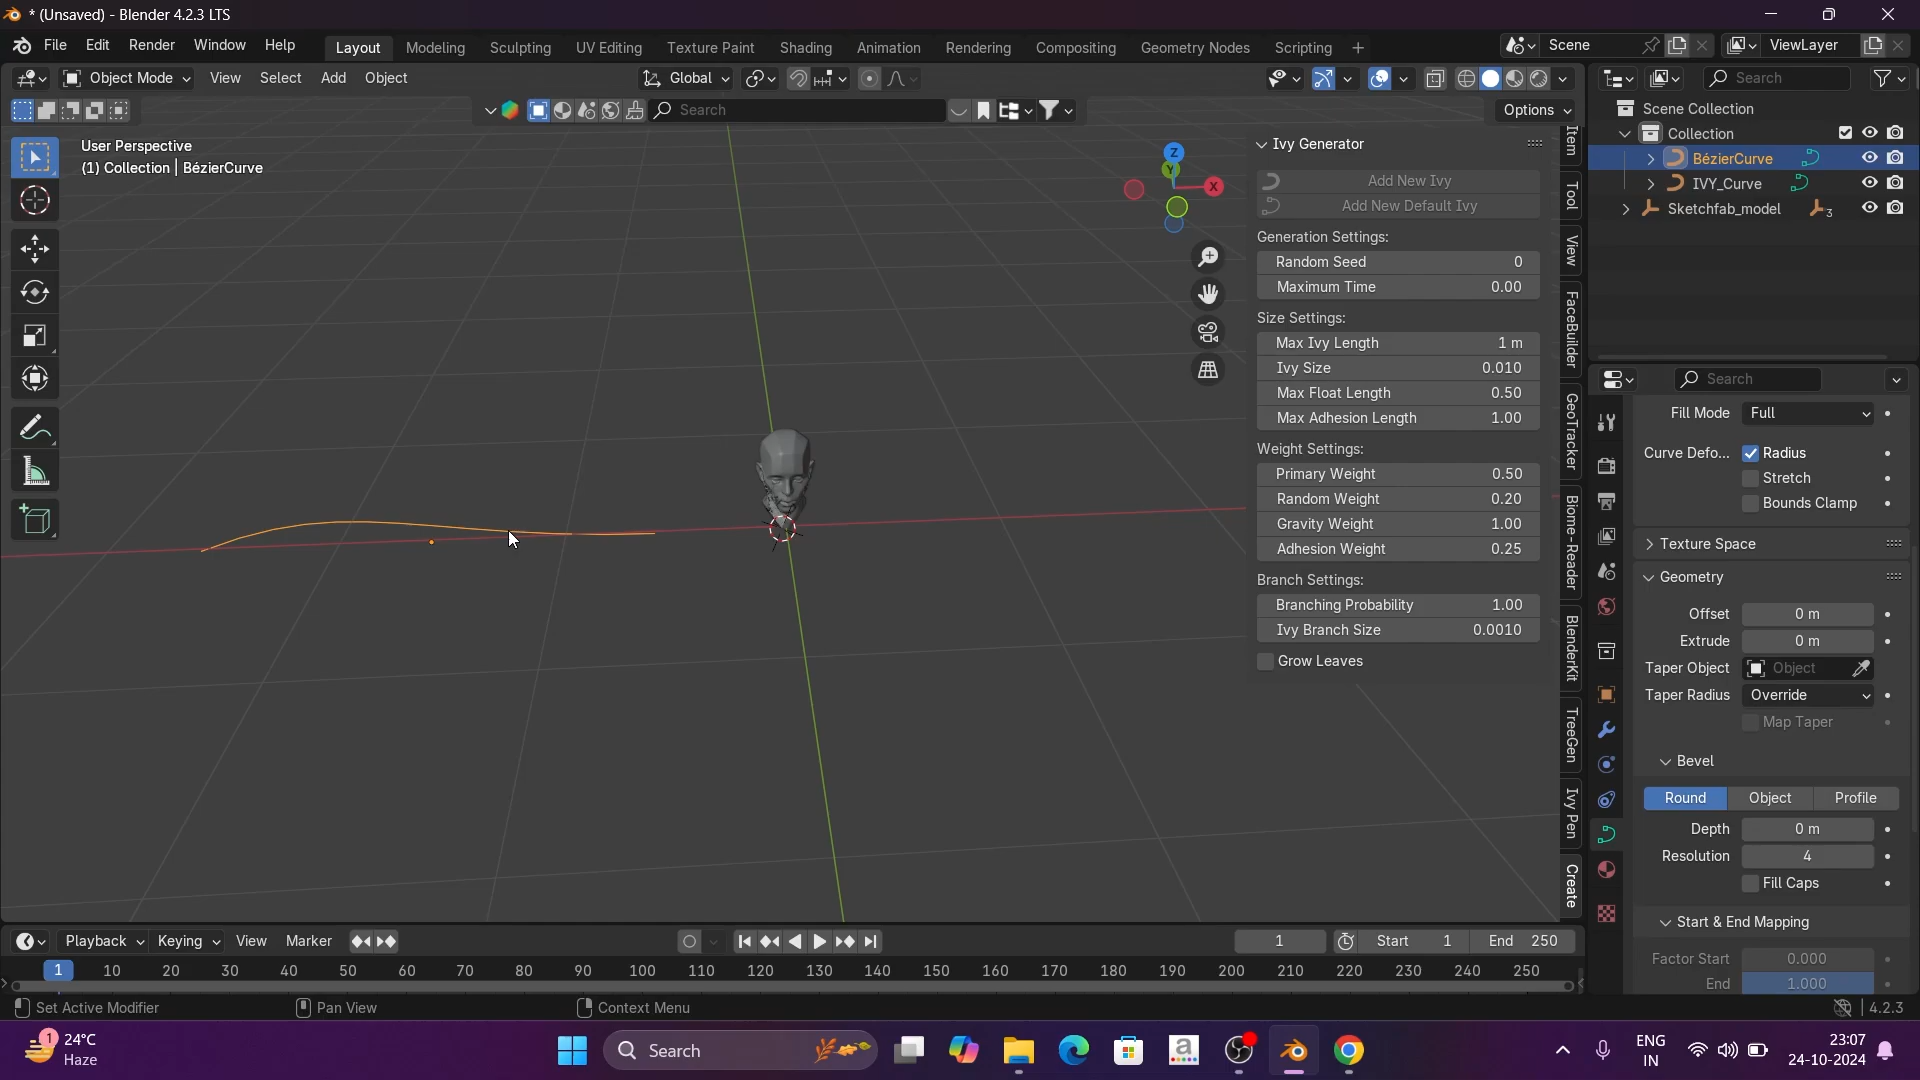 * (Unsaved) - Blender 4.2.3 LTS
File Edit Render Window Help Layout Modeling Sculpting UV Editing Texture Paint Shading Animation Rendering Compositing Geometry Nodes Scripting + Scene ViewLayer
Object Mode View Select Add Object Global Search
Search Options
User Perspective
(1) Collection | BézierCurve
Z
Y
X
Ivy Generator
Add New Ivy
Add New Default Ivy
Generation Settings:
Random Seed 0
Maximum Time 0.00
Size Settings:
Max Ivy Length 1 m
Ivy Size 0.010
Max Float Length 0.50
Max Adhesion Length 1.00
Weight Settings:
Primary Weight 0.50
Random Weight 0.20
Gravity Weight 1.00
Adhesion Weight 0.25
Branch Settings:
Branching Probability 1.00
Ivy Branch Size 0.0010
Grow Leaves
Item
Tool
View
FaceBuilder
GeoTracker
Biome-Reader
BlenderKit
TreeGen
Ivy Pen
Create
Scene Collection
Collection
BézierCurve
IVY_Curve
Sketchfab_model 3
Search
Fill Mode Full
Curve Defo... Radius
Stretch
Bounds Clamp
Texture Space
Geometry
Offset 0 m
Extrude 0 m
Taper Object Object
Taper Radius Override
Map Taper
Bevel
Round Object Profile
Depth 0 m
Resolution 4
Fill Caps
Start & End Mapping
Factor Start 0.000
End 1.000
Playback Keying View Marker 1 Start 1 End 250
1 10 20 30 40 50 60 70 80 90 100 110 120 130 140 150 160 170 180 190 200 210 220 230 240 250
Set Active Modifier Pan View Context Menu 4.2.3
1 24°C
Haze
Search
a
ENG
IN
23:07
24-10-2024